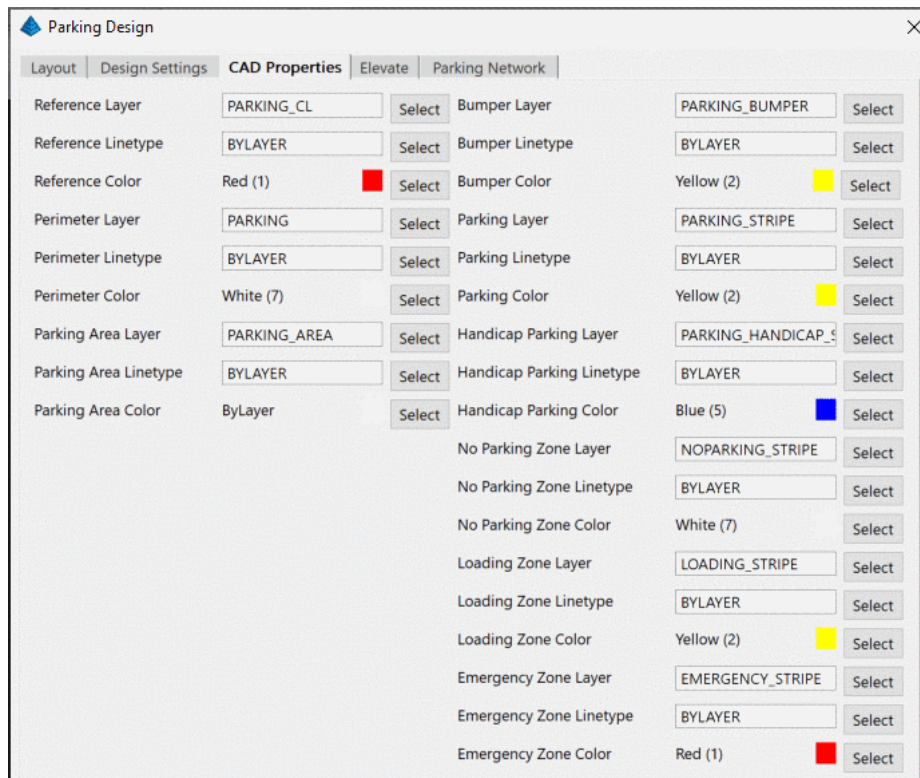 Parking Design
Layout Design Settings CAD Properties Elevate Parking Network
Reference Layer PARKING_CL Select Bumper Layer PARKING_BUMPER Select
Reference Linetype BYLAYER Select Bumper Linetype BYLAYER Select
Reference Color Red (1) Select Bumper Color Yellow (2) Select
Perimeter Layer PARKING Select Parking Layer PARKING_STRIPE Select
Perimeter Linetype BYLAYER Select Parking Linetype BYLAYER Select
Perimeter Color White (7) Select Parking Color Yellow (2) Select
Parking Area Layer PARKING_AREA Select Handicap Parking Layer PARKING_HANDICAP_S Select
Parking Area Linetype BYLAYER Select Handicap Parking Linetype BYLAYER Select
Parking Area Color ByLayer Select Handicap Parking Color Blue (5) Select
No Parking Zone Layer NOPARKING_STRIPE Select
No Parking Zone Linetype BYLAYER Select
No Parking Zone Color White (7) Select
Loading Zone Layer LOADING_STRIPE Select
Loading Zone Linetype BYLAYER Select
Loading Zone Color Yellow (2) Select
Emergency Zone Layer EMERGENCY_STRIPE Select
Emergency Zone Linetype BYLAYER Select
Emergency Zone Color Red (1) Select